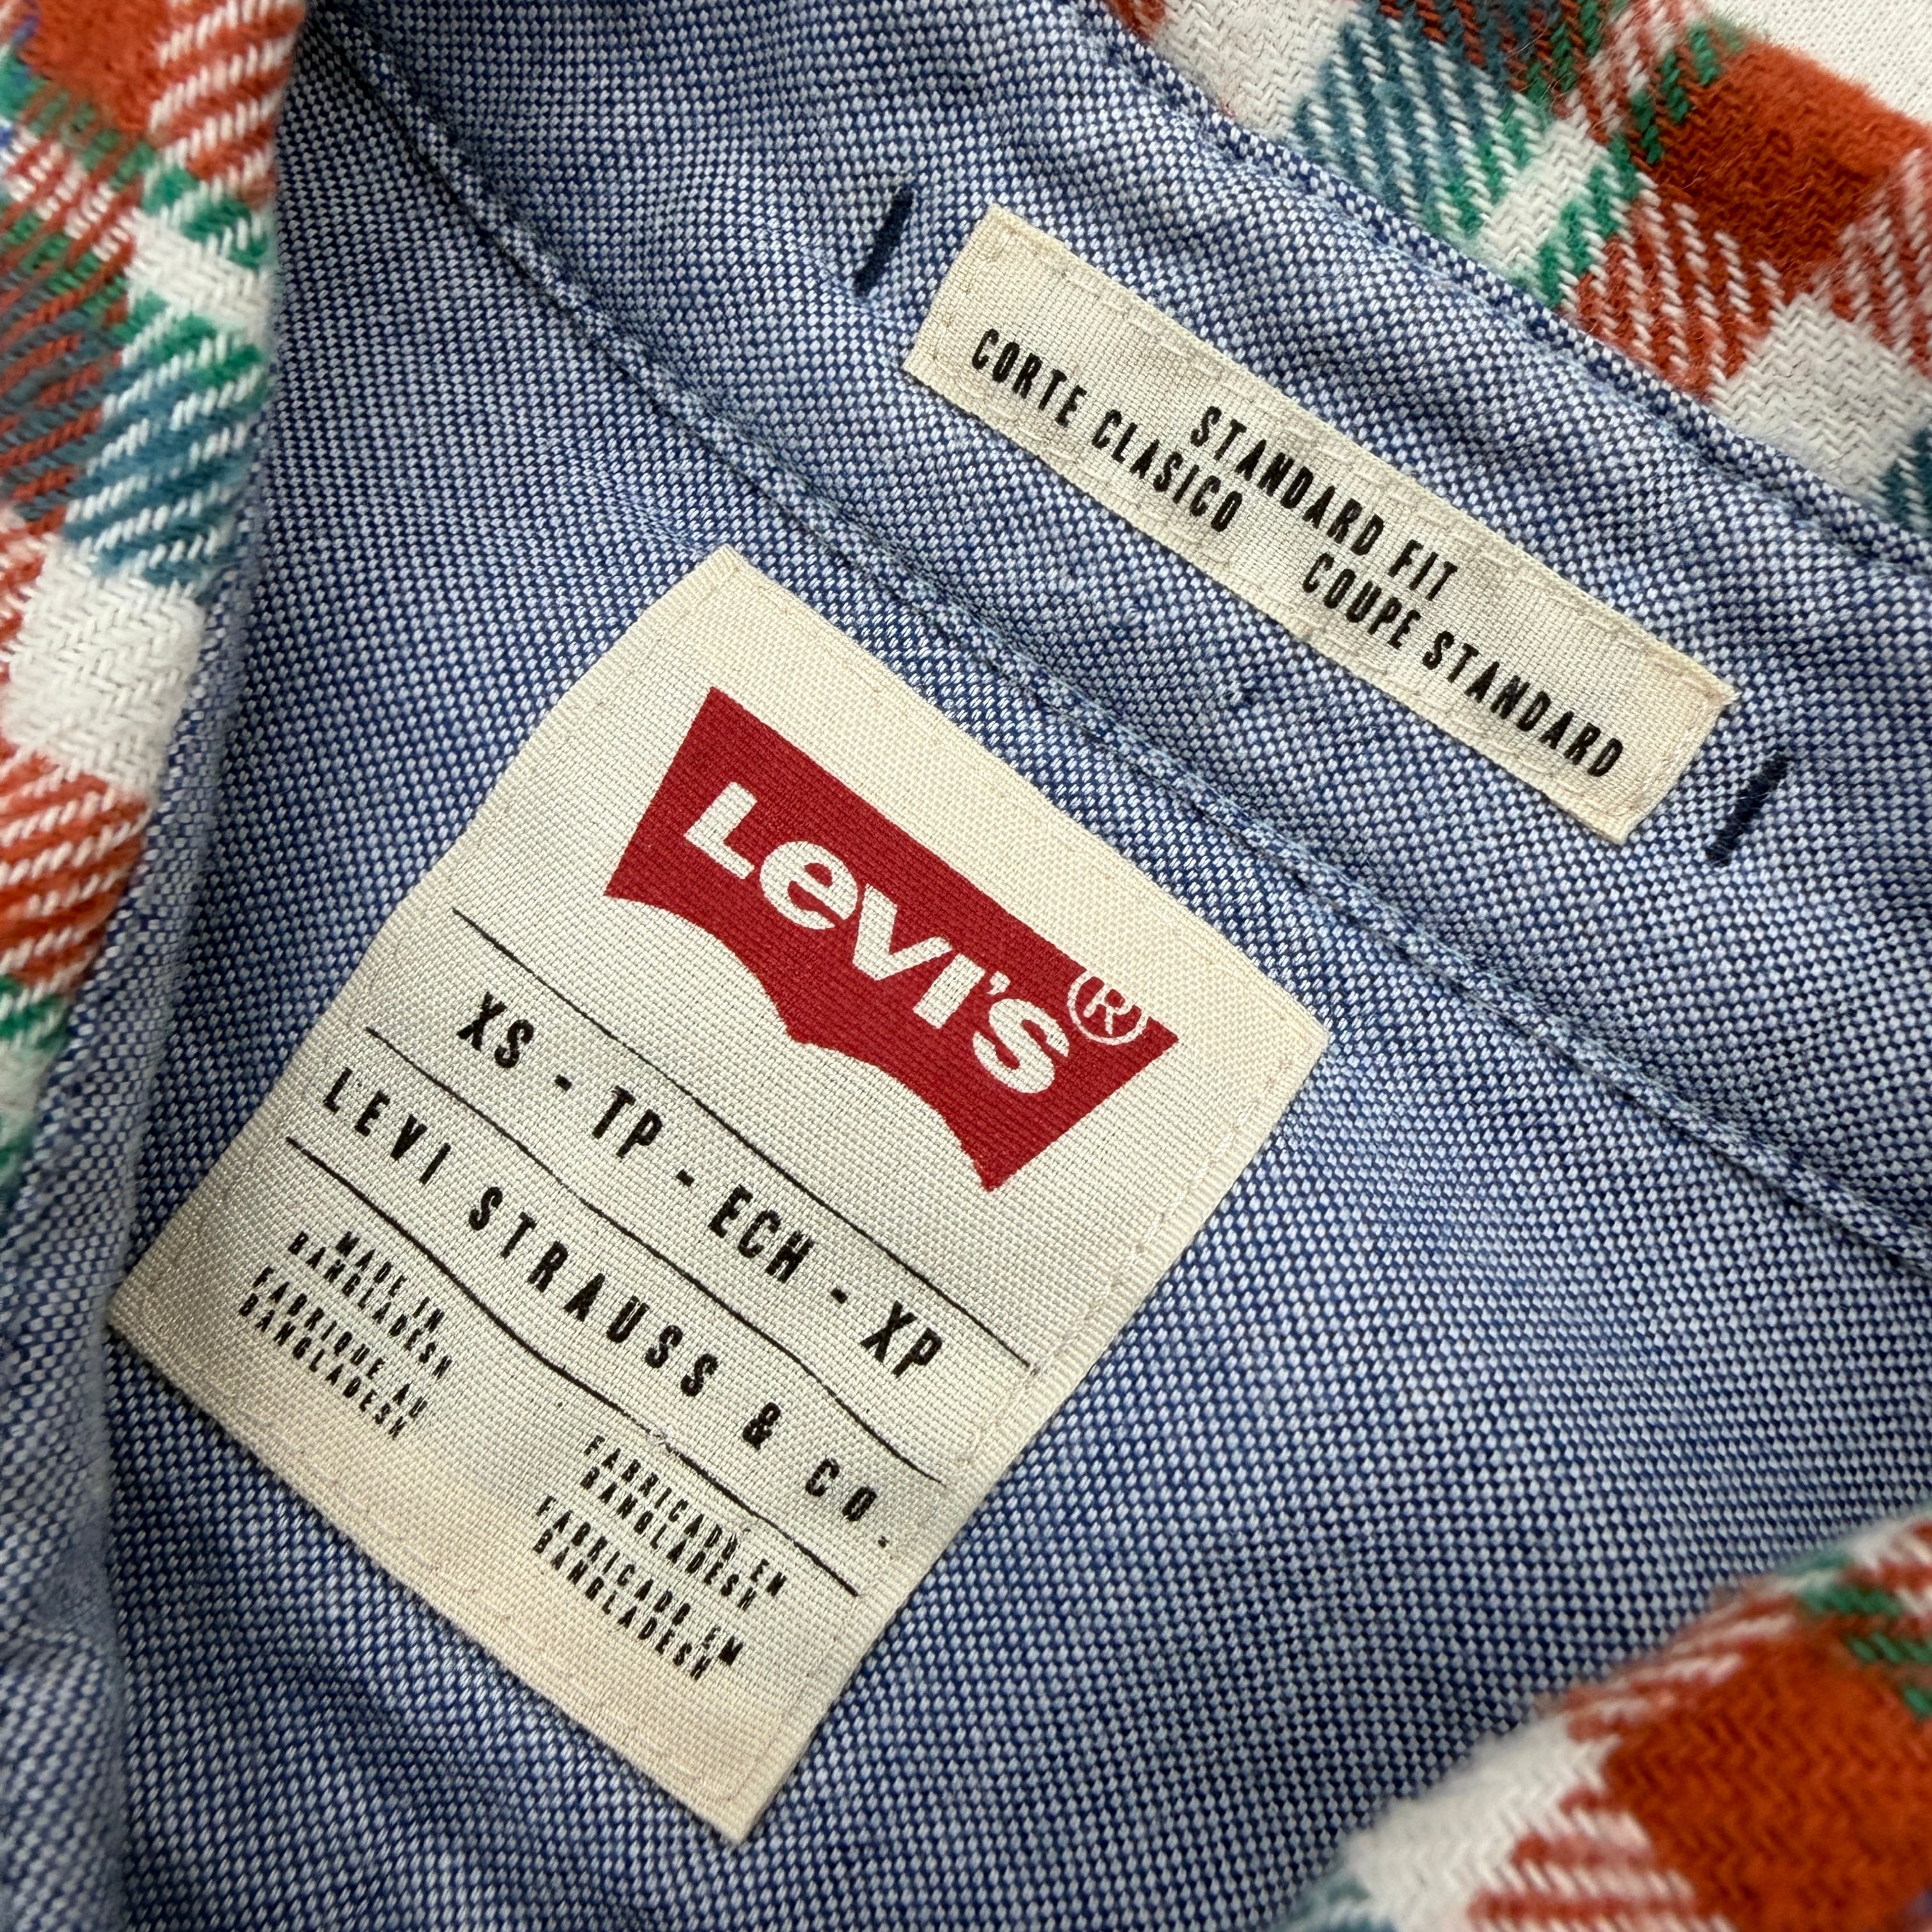 STANDARD FIT
CORTE CLASICO COUPE STANDARD
Levi's®
XS - TP - ECH - XP
LEVI STRAUSS & CO.
MADE IN
BANGLADESH
FABRIQUE AU
BANGLADESH
FABRICADO EN
BANGLADESH
FABRICADO EM
BANGLADESH